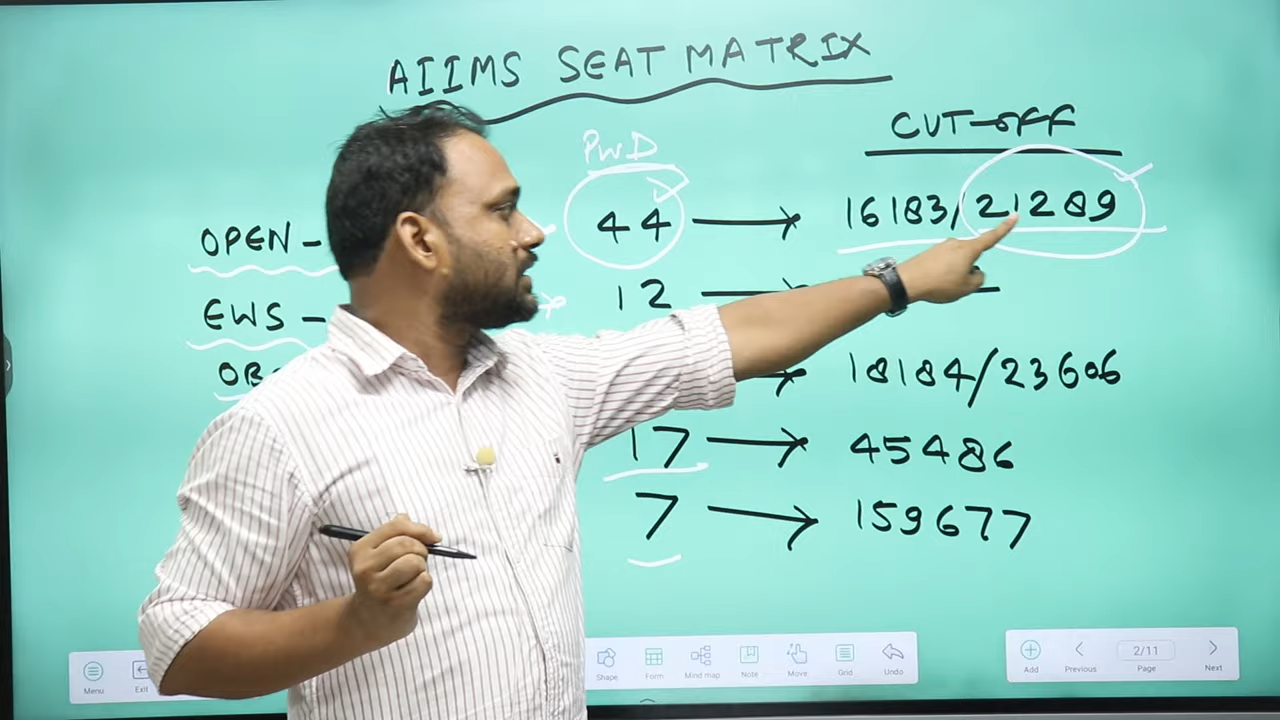 AIIMS SEAT MATRIX
CUT-OFF
PWD
OPEN - 44 → 16183/21289
EWS - 12 →
→ 18184/23606
17 → 45486
7 → 159677
Menu Shape Form Mind map Note Move Grid Undo Add Previous 2/11 Page Next